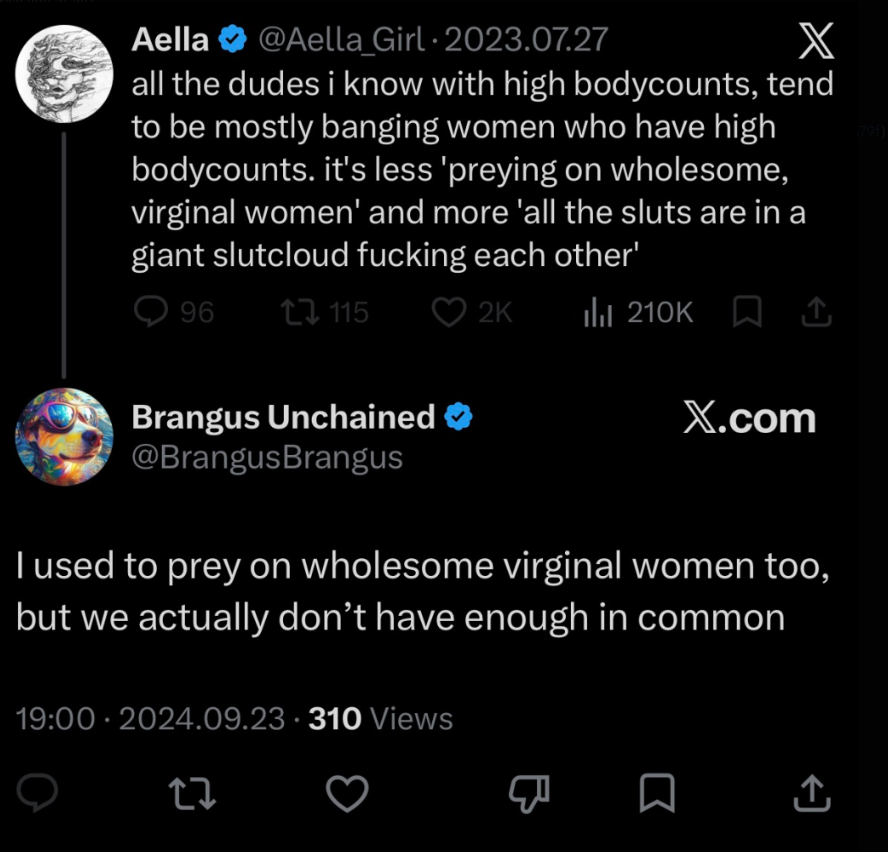 Aella @Aella_Girl · 2023.07.27 X
all the dudes i know with high bodycounts, tend
to be mostly banging women who have high
bodycounts. it's less 'preying on wholesome,
virginal women' and more 'all the sluts are in a
giant slutcloud fucking each other'
96 115 2K 210K
Brangus Unchained X.com
@BrangusBrangus
I used to prey on wholesome virginal women too,
but we actually don’t have enough in common
19:00 · 2024.09.23 · 310 Views